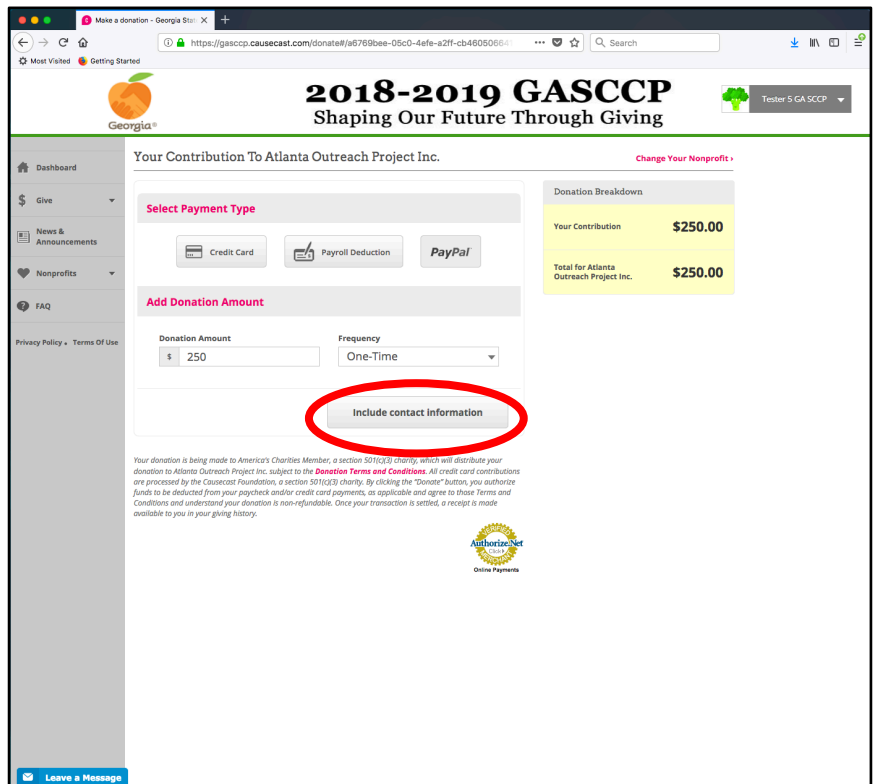 Make a donation - Georgia Stat
https://gasccp.causecast.com/donate#/a6769bee-05c0-4efe-a2ff-cb460506641
Search
Most Visited
Getting Started
Georgia®
2018-2019 GASCCP
Shaping Our Future Through Giving
Tester 5 GA SCCP
Dashboard
Give
News &
Announcements
Nonprofits
FAQ
Privacy Policy • Terms Of Use
Your Contribution To Atlanta Outreach Project Inc.
Change Your Nonprofit ›
Select Payment Type
Credit Card
Payroll Deduction
PayPal
Add Donation Amount
Donation Amount
Frequency
$ 250
One-Time
Include contact information
Donation Breakdown
Your Contribution $250.00
Total for Atlanta
Outreach Project Inc. $250.00
Your donation is being made to America's Charities Member, a section 501(c)(3) charity, which will distribute your
donation to Atlanta Outreach Project Inc. subject to the Donation Terms and Conditions. All credit card contributions
are processed by the Causecast Foundation, a section 501(c)(3) charity. By clicking the "Donate" button, you authorize
funds to be deducted from your paycheck and/or credit card payments, as applicable and agree to those Terms and
Conditions and understand your donation is non-refundable. Once your transaction is settled, a receipt is made
available to you in your giving history.
VERIFIED
Authorize.Net
Click
MERCHANT
Online Payments
Leave a Message